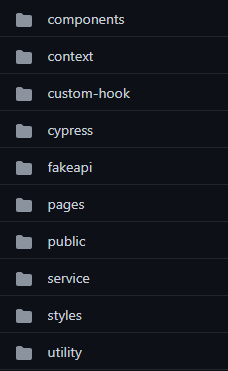 components
context
custom-hook
cypress
fakeapi
pages
public
service
styles
utility